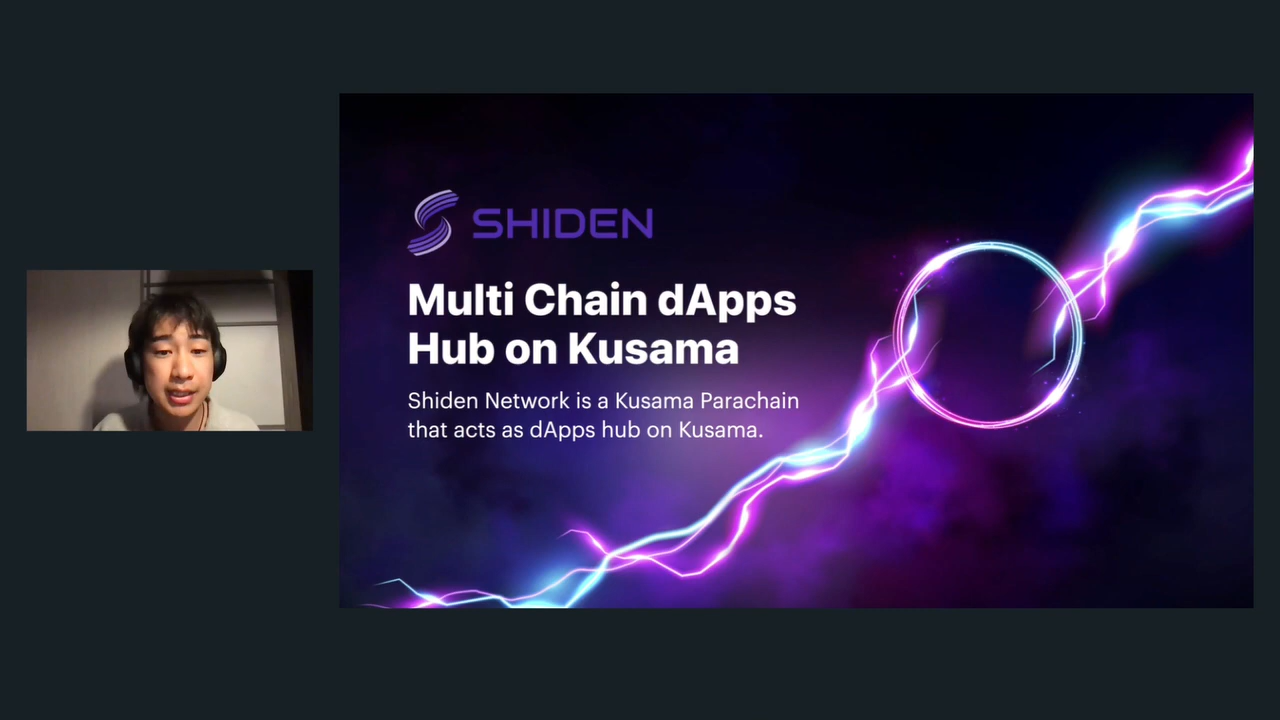 SHIDEN
Multi Chain dApps
Hub on Kusama
Shiden Network is a Kusama Parachain
that acts as dApps hub on Kusama.